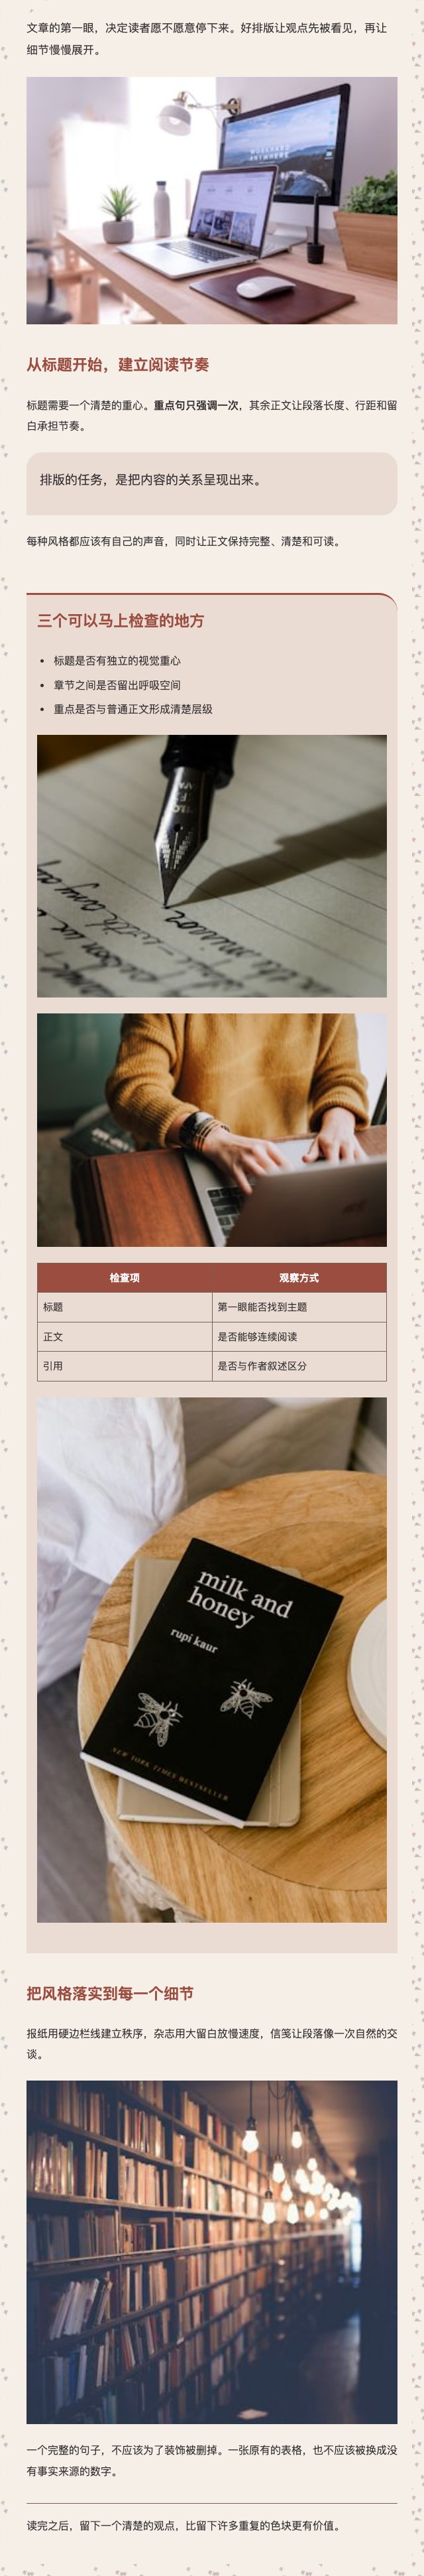 文章的第一眼，决定读者愿不愿意停下来。好排版让观点先被看见，再让
细节慢慢展开。
从标题开始，建立阅读节奏
标题需要一个清楚的重心。重点句只强调一次，其余正文让段落长度、行距和留
白承担节奏。
排版的任务，是把内容的关系呈现出来。
每种风格都应该有自己的声音，同时让正文保持完整、清楚和可读。
三个可以马上检查的地方
• 标题是否有独立的视觉重心
• 章节之间是否留出呼吸空间
• 重点是否与普通正文形成清楚层级
检查项 观察方式
标题 第一眼能否找到主题
正文 是否能够连续阅读
引用 是否与作者叙述区分
milk and
honey
rupi kaur
NEW YORK TIMES BESTSELLER
把风格落实到每一个细节
报纸用硬边栏线建立秩序，杂志用大留白放慢速度，信笺让段落像一次自然的交
谈。
一个完整的句子，不应该为了装饰被删掉。一张原有的表格，也不应该被换成没
有事实来源的数字。
读完之后，留下一个清楚的观点，比留下许多重复的色块更有价值。